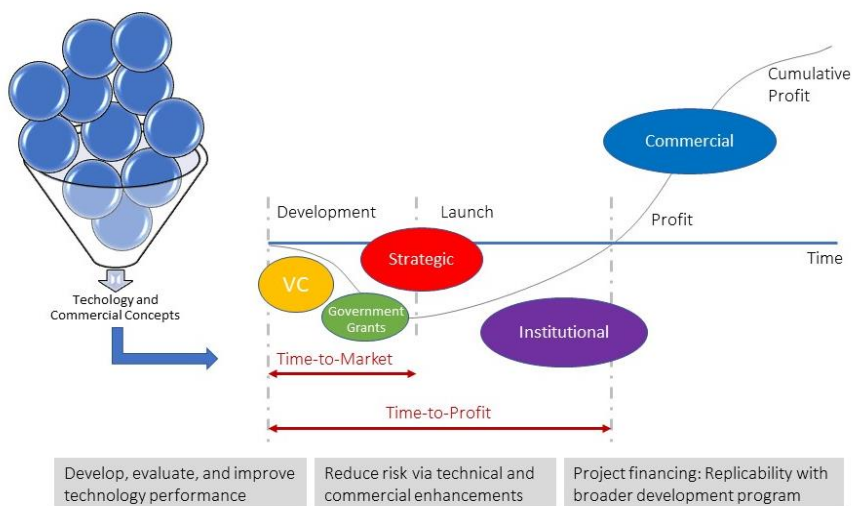 Techology and
Commercial Concepts
Development
Launch
Profit
Cumulative
Profit
Commercial
Time
VC
Government
Grants
Strategic
Institutional
Time-to-Market
Time-to-Profit
Develop, evaluate, and improve
technology performance
Reduce risk via technical and
commercial enhancements
Project financing: Replicability with
broader development program